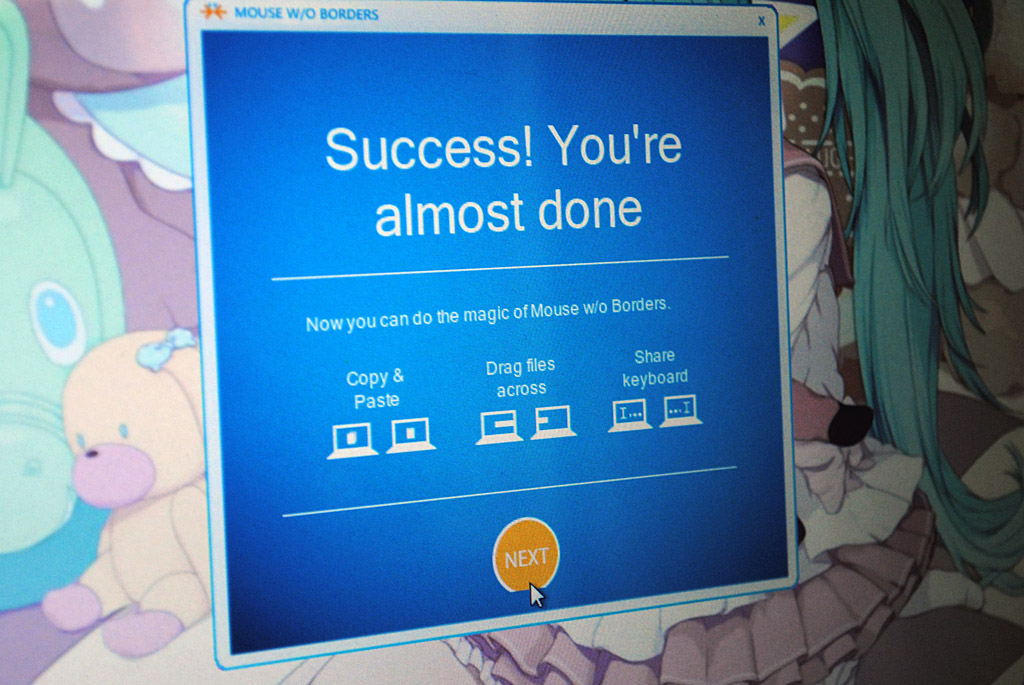 MOUSE W/O BORDERS
X
Success! You're
almost done
Now you can do the magic of Mouse w/o Borders.
Copy &
Paste
Drag files
across
Share
keyboard
NEXT